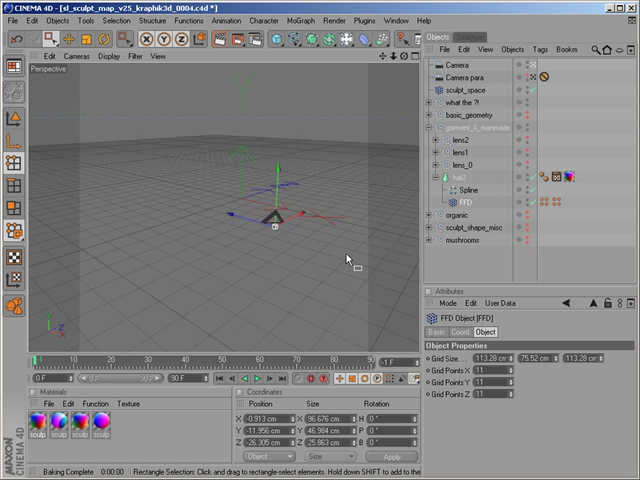 CINEMA 4D - [sl_sculpt_map_v25_kraphik3d_0004.c4d *]
File Edit Objects Tools Selection Structure Functions Animation Character MoGraph Render Plugins Window Help
Edit Cameras Display Filter View
Perspective
Y
Z
0 10 20 30 40 50 60 70 80 90
-1 F
0 F
0 F
90 F
90 F
Materials
File Edit Function Texture
sculp sculp sculp sculp
MAXON
CINEMA 4D
Coordinates
Position Size Rotation
X -0.913 cm X 96.676 cm H 0 °
Y -11.956 cm Y 46.984 cm P 0 °
Z -26.305 cm Z 25.863 cm B 0 °
Object Size Apply
Baking Complete 0:00:00 Rectangle Selection: Click and drag to rectangle-select elements. Hold down SHIFT to add to the
Objects Structure
File Edit View Objects Tags Bookm
Camera
Camera para
sculpt_space
what the ?!
basic_geometry
garment_&_manmade
lens2
lens1
lens_0
hat2
Spline
FFD
organic
sculpt_shape_misc
mushrooms
Attributes
Mode Edit User Data
FFD Object [FFD]
Basic Coord Object
Object Properties
Grid Size. . . 113.28 cm 75.52 cm 113.28 cm
Grid Points X 11
Grid Points Y 11
Grid Points Z 11